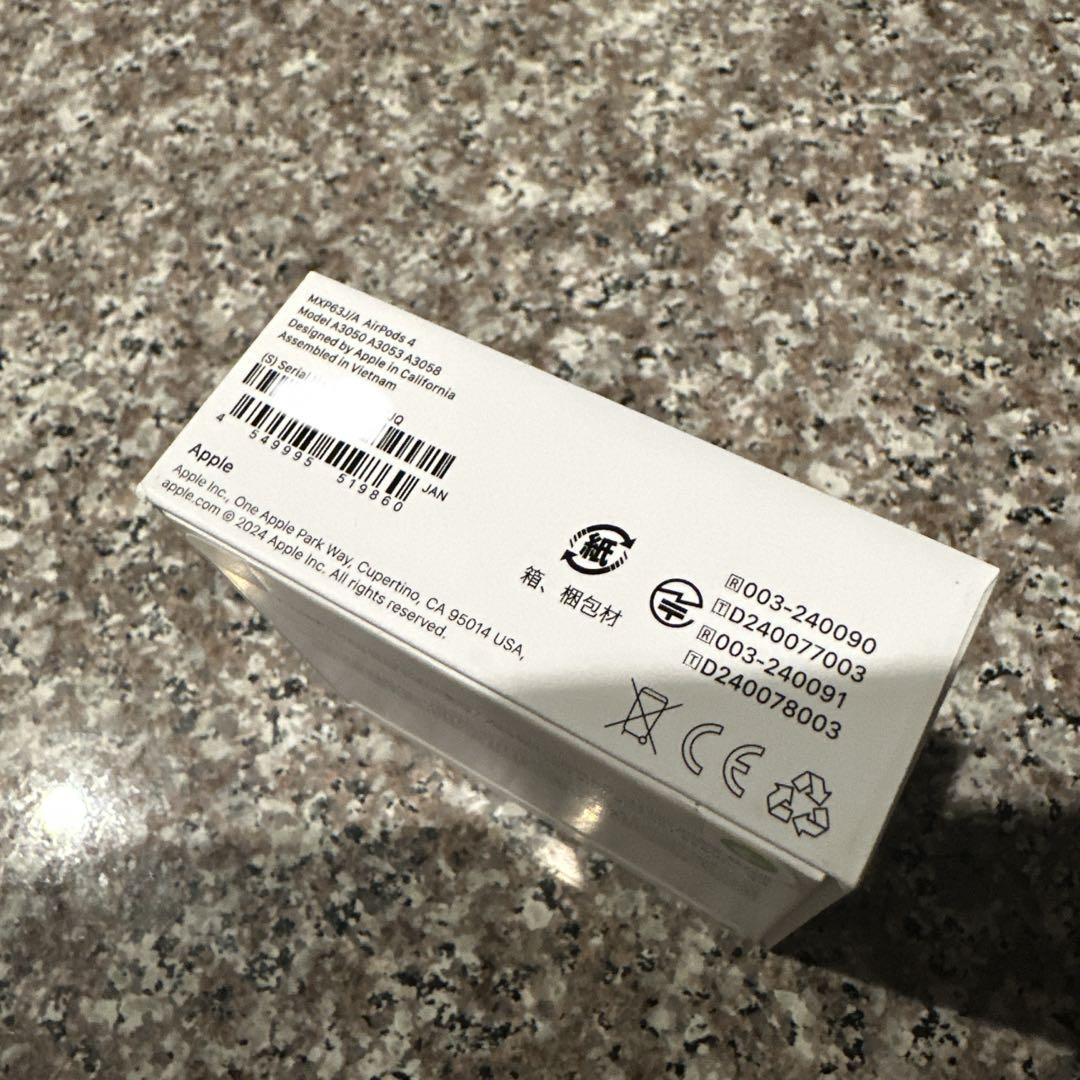 MXP63J/A AirPods 4
Model A3050 A3053 A3058
Designed by Apple in California
Assembled in Vietnam
(S) Serial
JQ
4 549995 519860 JAN
Apple
Apple Inc., One Apple Park Way, Cupertino, CA 95014 USA,
apple.com © 2024 Apple Inc. All rights reserved.
紙
箱、梱包材
R 003-240090
T D240077003
R 003-240091
T D240078003
CE